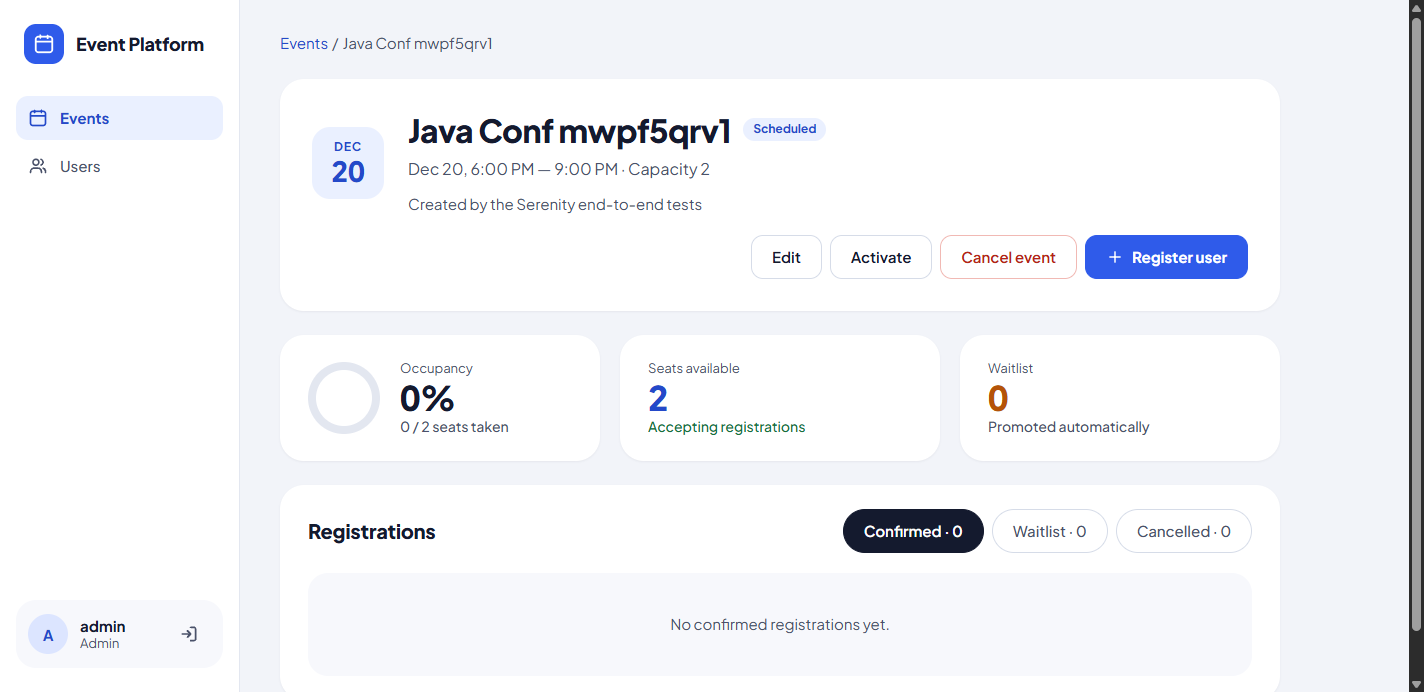 Event Platform
Events
Users
admin
Admin
A
Events / Java Conf mwpf5qrv1
DEC
20
Java Conf mwpf5qrv1
Scheduled
Dec 20, 6:00 PM — 9:00 PM · Capacity 2
Created by the Serenity end-to-end tests
Edit
Activate
Cancel event
+ Register user
Occupancy
0%
0 / 2 seats taken
Seats available
2
Accepting registrations
Waitlist
0
Promoted automatically
Registrations
Confirmed · 0
Waitlist · 0
Cancelled · 0
No confirmed registrations yet.